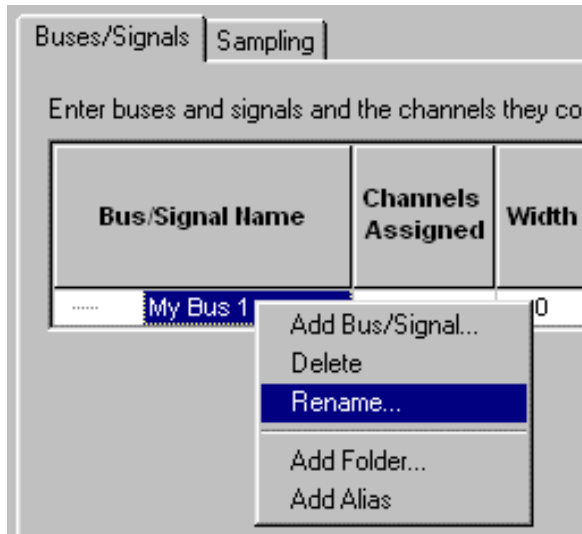 Buses/Signals Sampling
Enter buses and signals and the channels they co
Bus/Signal Name Channels Assigned Width
My Bus 1 0
Add Bus/Signal...
Delete
Rename...
Add Folder...
Add Alias